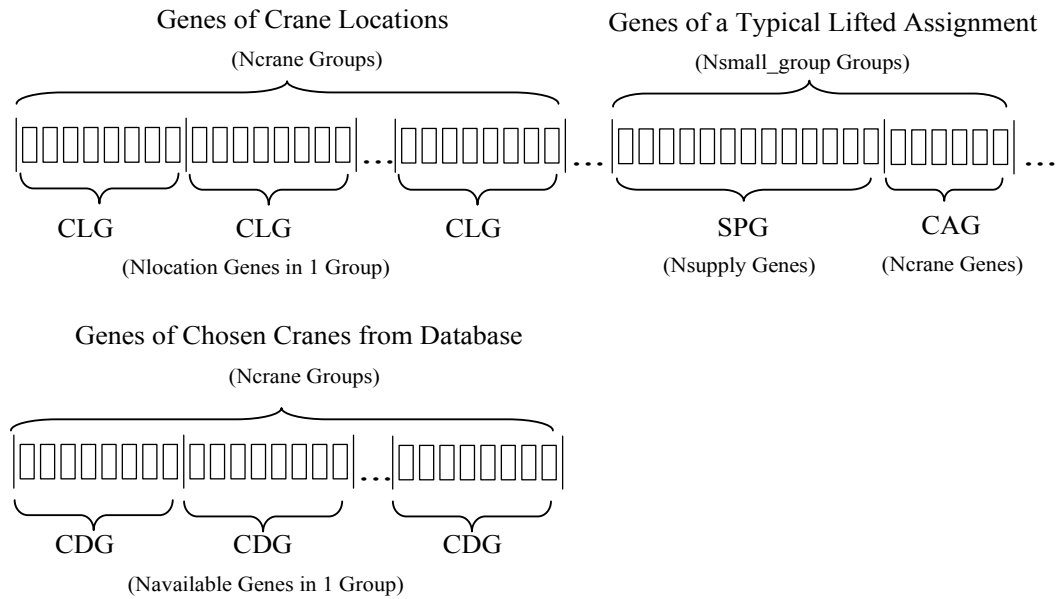 Genes of Crane Locations
(Ncrane Groups)
...
...
CLG
CLG
CLG
(Nlocation Genes in 1 Group)
Genes of a Typical Lifted Assignment
(Nsmall_group Groups)
...
SPG
CAG
(Nsupply Genes)
(Ncrane Genes)
Genes of Chosen Cranes from Database
(Ncrane Groups)
...
CDG
CDG
CDG
(Navailable Genes in 1 Group)